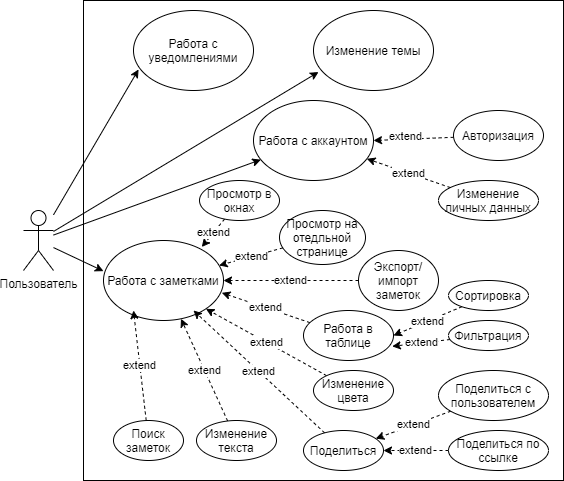 Работа с
уведомлениями
Изменение темы
Работа с аккаунтом
extend
Авторизация
extend
Изменение
личных данных
Просмотр в
окнах
extend
Просмотр на
отедльной
странице
extend
Пользователь
Работа с заметками
extend
Экспорт/
импорт
заметок
extend
Работа в
таблице
extend
Сортировка
extend
Фильтрация
extend
Изменение
цвета
extend
Поиск
заметок
extend
Изменение
текста
extend
Поделиться
extend
Поделиться с
пользователем
extend
Поделиться по
ссылке